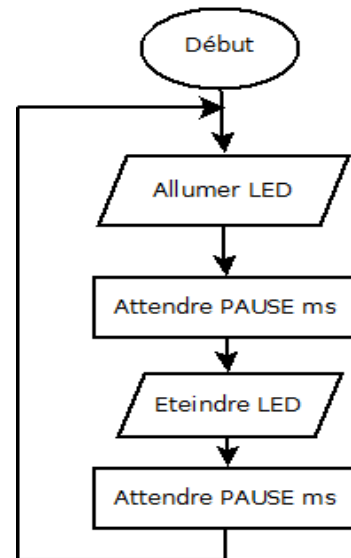 Début
Allumer LED
Attendre PAUSE ms
Eteindre LED
Attendre PAUSE ms